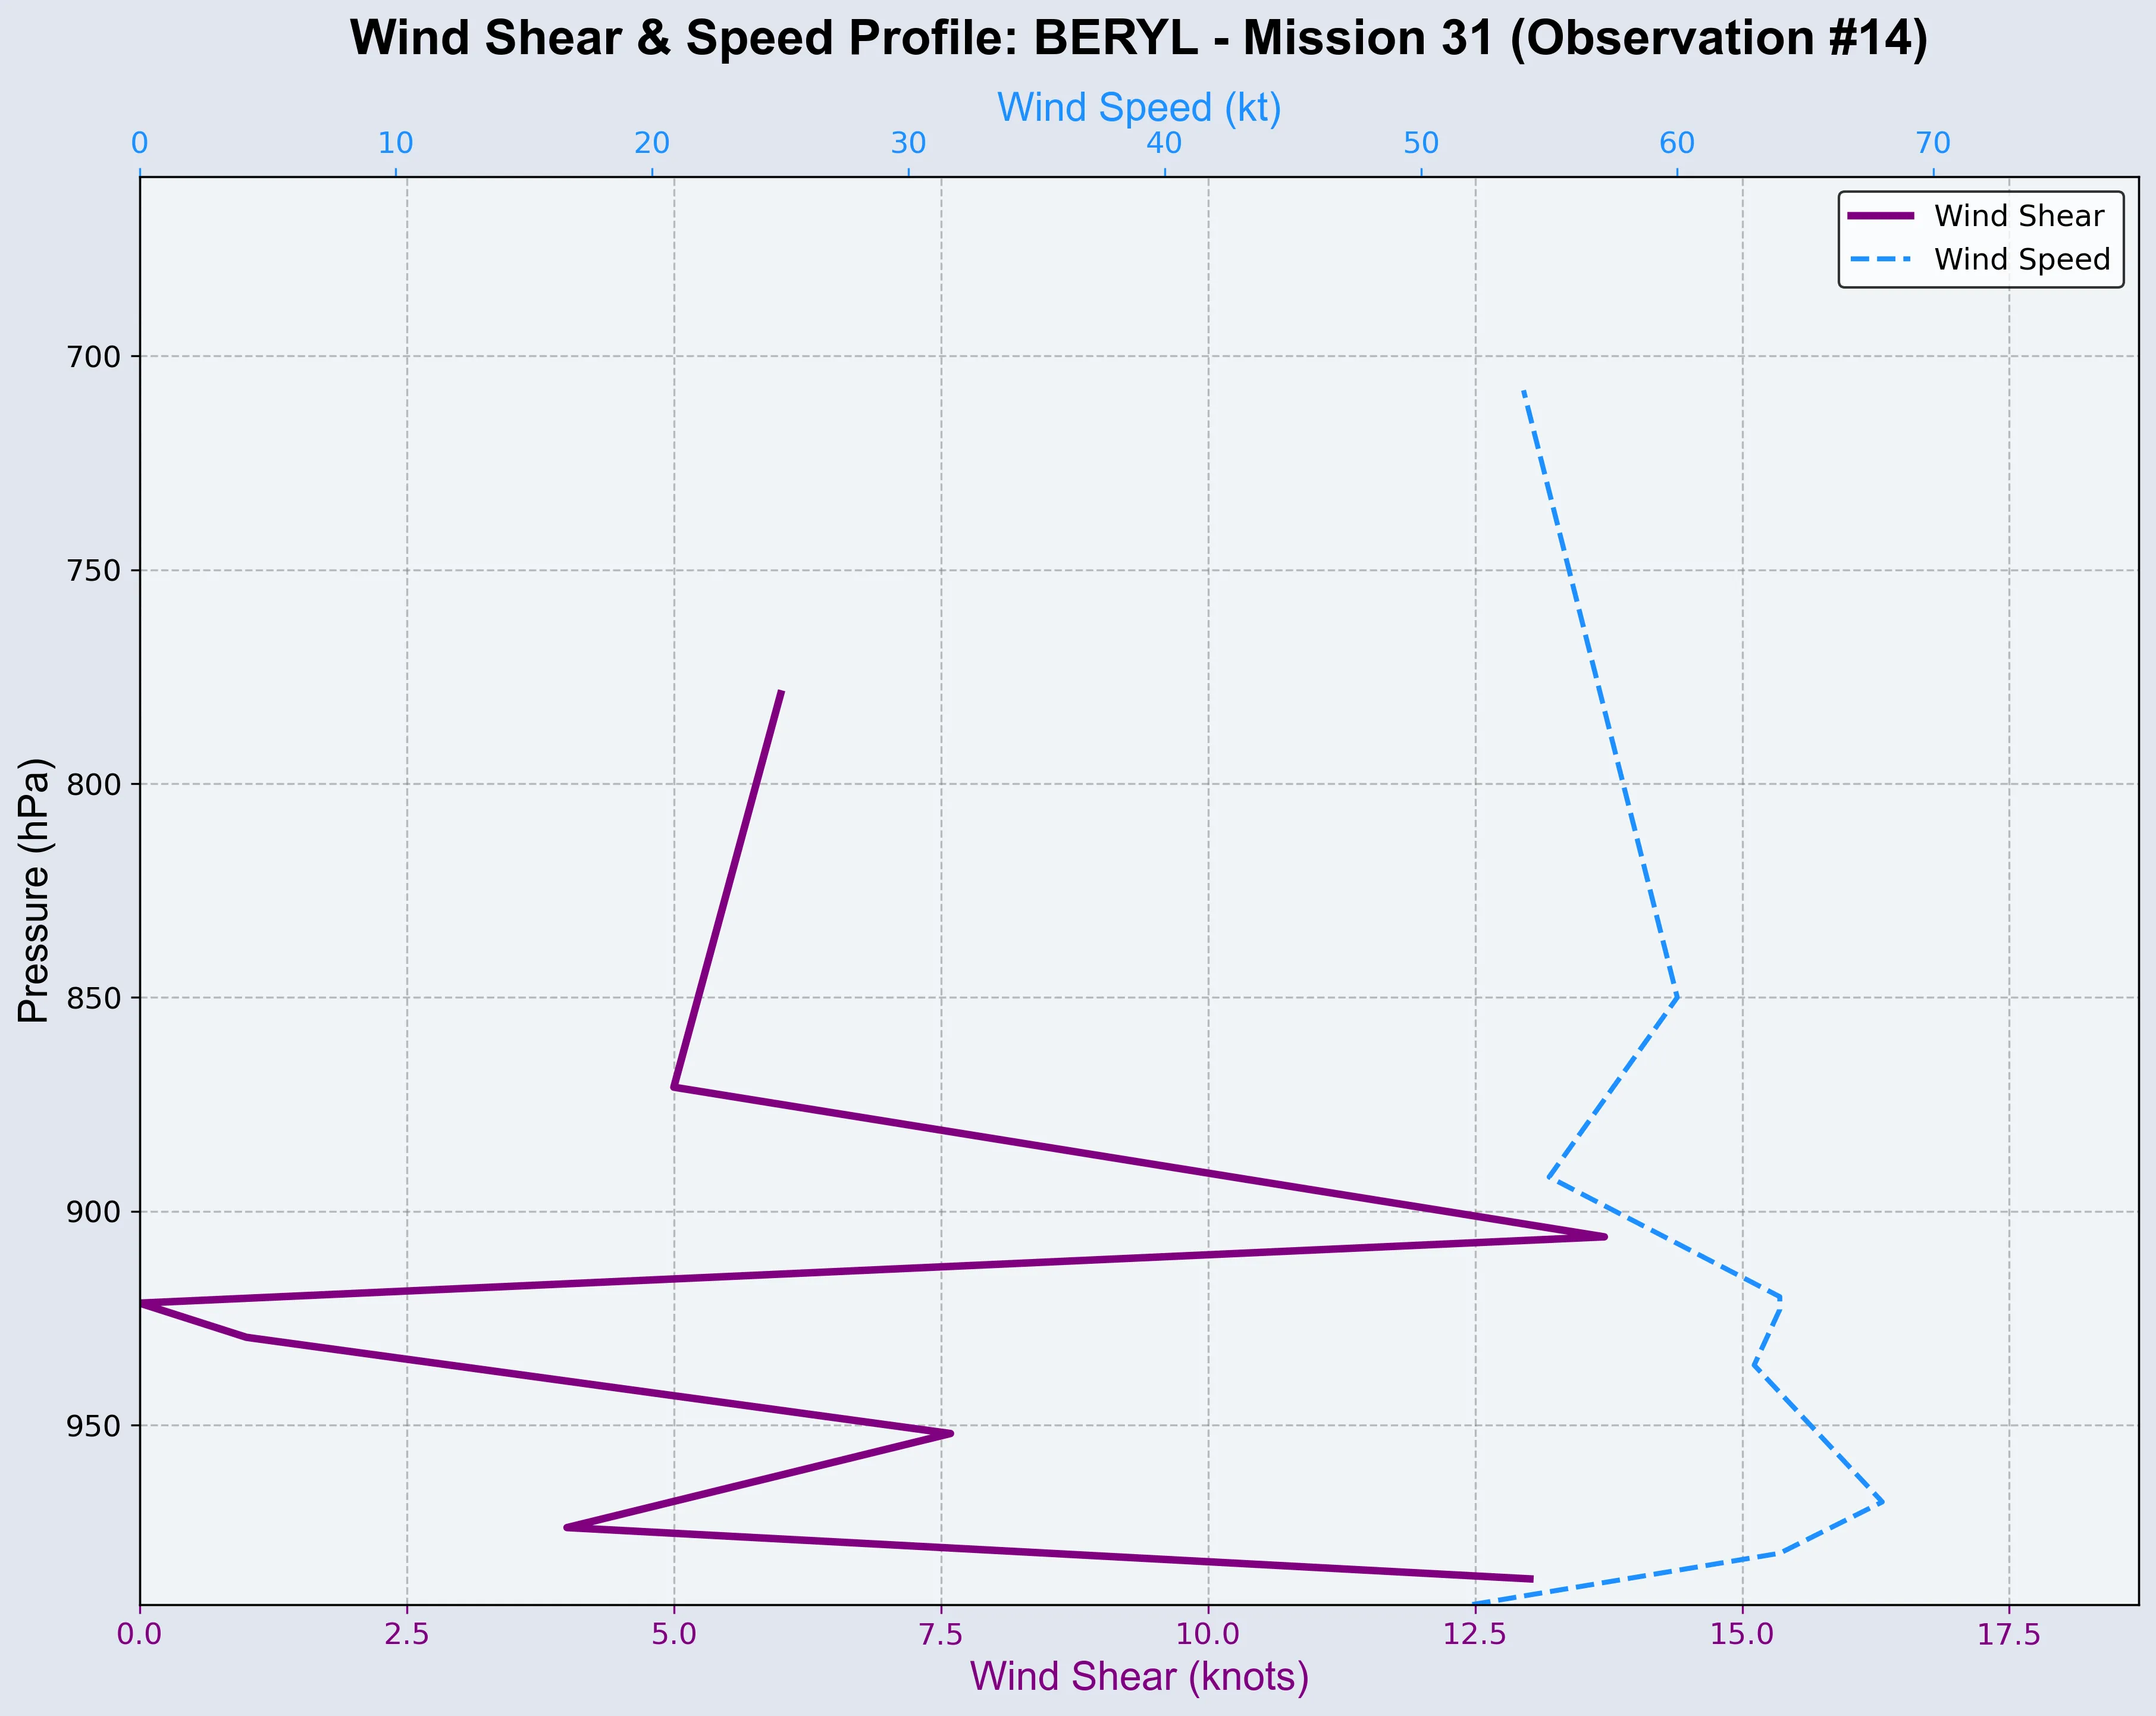 Wind Shear & Speed Profile: BERYL - Mission 31 (Observation #14)
Wind Speed (kt)
0 10 20 30 40 50 60 70
Wind Shear
Wind Speed
700
750
800
850
900
950
Pressure (hPa)
0.0 2.5 5.0 7.5 10.0 12.5 15.0 17.5
Wind Shear (knots)